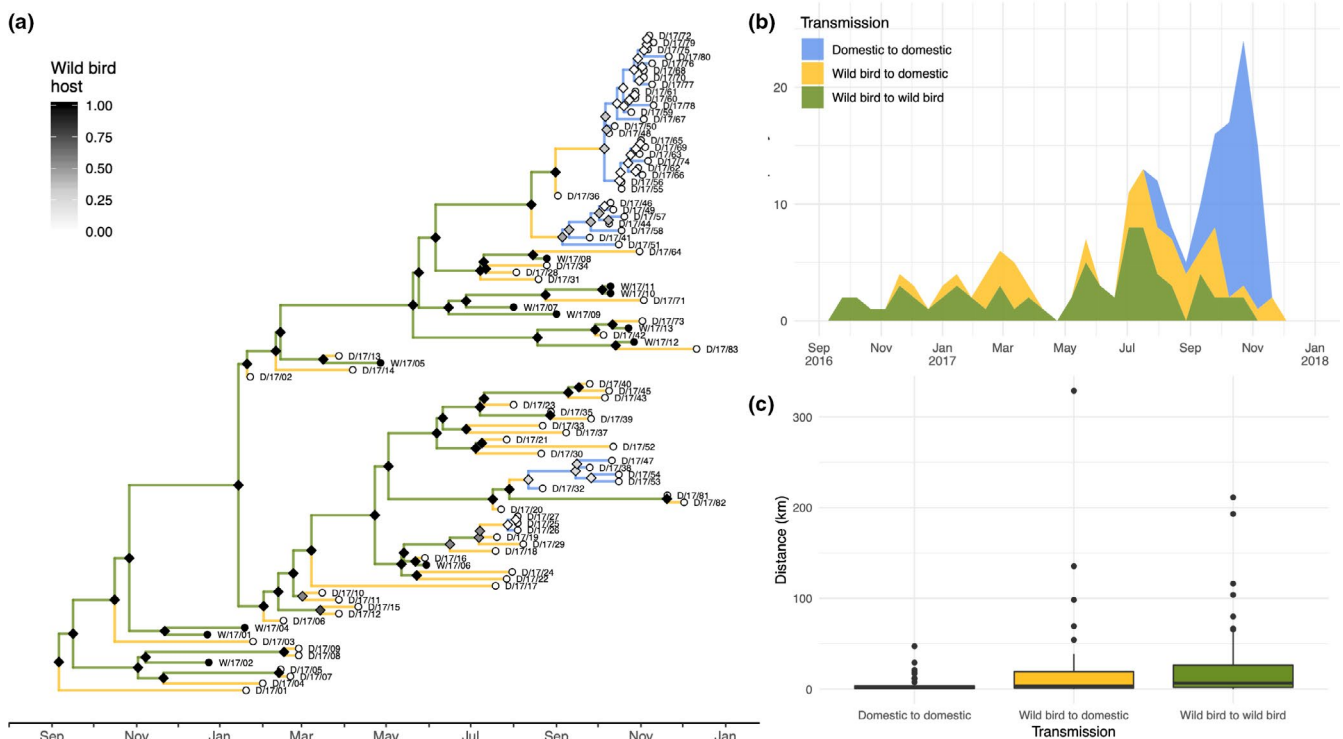 (a)
Wild bird
host
1.00
0.75
0.50
0.25
0.00
D/17/72
D/17/79
D/17/75
D/17/80
D/17/76
D/17/68
D/17/70
D/17/77
D/17/61
D/17/60
D/17/78
D/17/59
D/17/67
D/17/50
D/17/48
D/17/65
D/17/69
D/17/63
D/17/74
D/17/62
D/17/66
D/17/56
D/17/55
D/17/36
D/17/46
D/17/49
D/17/57
D/17/44
D/17/58
D/17/41
D/17/51
D/17/64
W/17/08
D/17/34
D/17/28
D/17/31
W/17/11
W/17/10
D/17/71
W/17/07
W/17/09
D/17/73
W/17/13
D/17/42
W/17/12
D/17/83
D/17/13
W/17/05
D/17/14
D/17/02
D/17/40
D/17/45
D/17/43
D/17/23
D/17/35
D/17/39
D/17/33
D/17/37
D/17/21
D/17/52
D/17/30
D/17/47
D/17/38
D/17/54
D/17/53
D/17/32
D/17/81
D/17/82
D/17/20
D/17/27
D/17/25
D/17/26
D/17/19
D/17/29
D/17/18
D/17/16
W/17/06
D/17/24
D/17/22
D/17/17
D/17/10
D/17/11
D/17/15
D/17/12
D/17/06
W/17/04
W/17/01
D/17/03
D/17/09
D/17/08
W/17/02
D/17/05
D/17/07
D/17/04
D/17/01
Sep Nov Jan Mar May Jul Sep Nov Jan
(b)
Transmission
Domestic to domestic
Wild bird to domestic
Wild bird to wild bird
20
10
0
Sep Nov Jan Mar May Jul Sep Nov Jan
2016 2017 2018
(c)
Distance (km)
300
200
100
0
Domestic to domestic Wild bird to domestic Wild bird to wild bird
Transmission